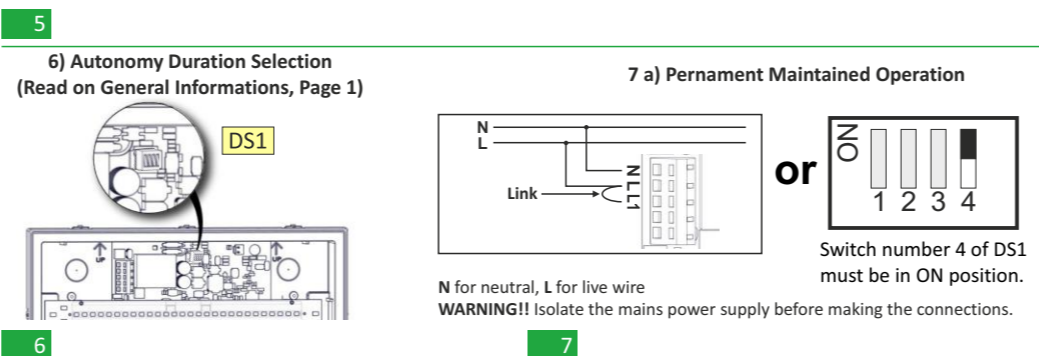 5
6) Autonomy Duration Selection
(Read on General Informations, Page 1)
DS1
UP
UP
6
7 a) Pernament Maintained Operation
N
L
Link
N L L1
or
ON
1 2 3 4
Switch number 4 of DS1
must be in ON position.
N for neutral, L for live wire
WARNING!! Isolate the mains power supply before making the connections.
7